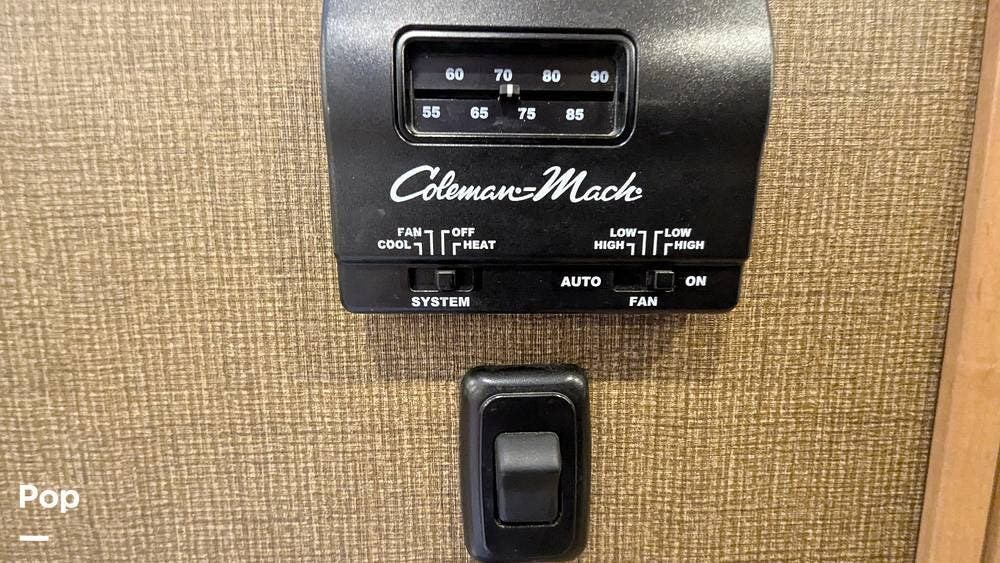 60 70 80 90
55 65 75 85
Coleman-Mach
FAN OFF LOW LOW
COOL HEAT HIGH HIGH
AUTO ON
SYSTEM FAN
Pop